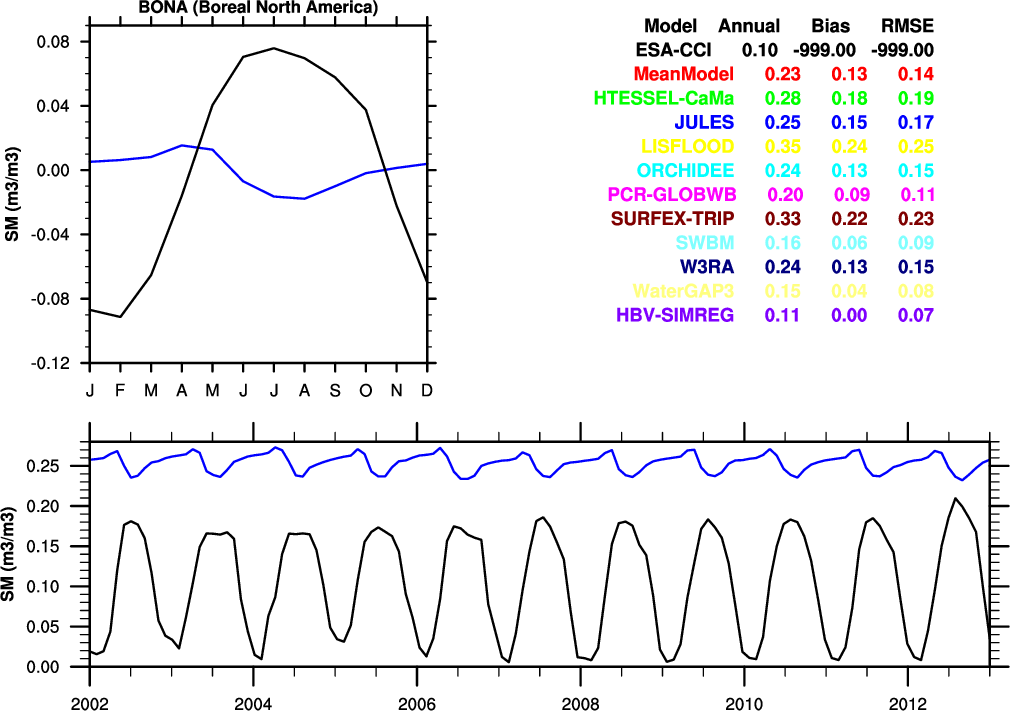 BONA (Boreal North America)
SM (m3/m3)
0.08
0.04
0.00
-0.04
-0.08
-0.12
J F M A M J J A S O N D
Model Annual Bias RMSE
ESA-CCI 0.10 -999.00 -999.00
MeanModel 0.23 0.13 0.14
HTESSEL-CaMa 0.28 0.18 0.19
JULES 0.25 0.15 0.17
LISFLOOD 0.35 0.24 0.25
ORCHIDEE 0.24 0.13 0.15
PCR-GLOBWB 0.20 0.09 0.11
SURFEX-TRIP 0.33 0.22 0.23
SWBM 0.16 0.06 0.09
W3RA 0.24 0.13 0.15
WaterGAP3 0.15 0.04 0.08
HBV-SIMREG 0.11 0.00 0.07
SM (m3/m3)
0.25
0.20
0.15
0.10
0.05
0.00
2002 2004 2006 2008 2010 2012